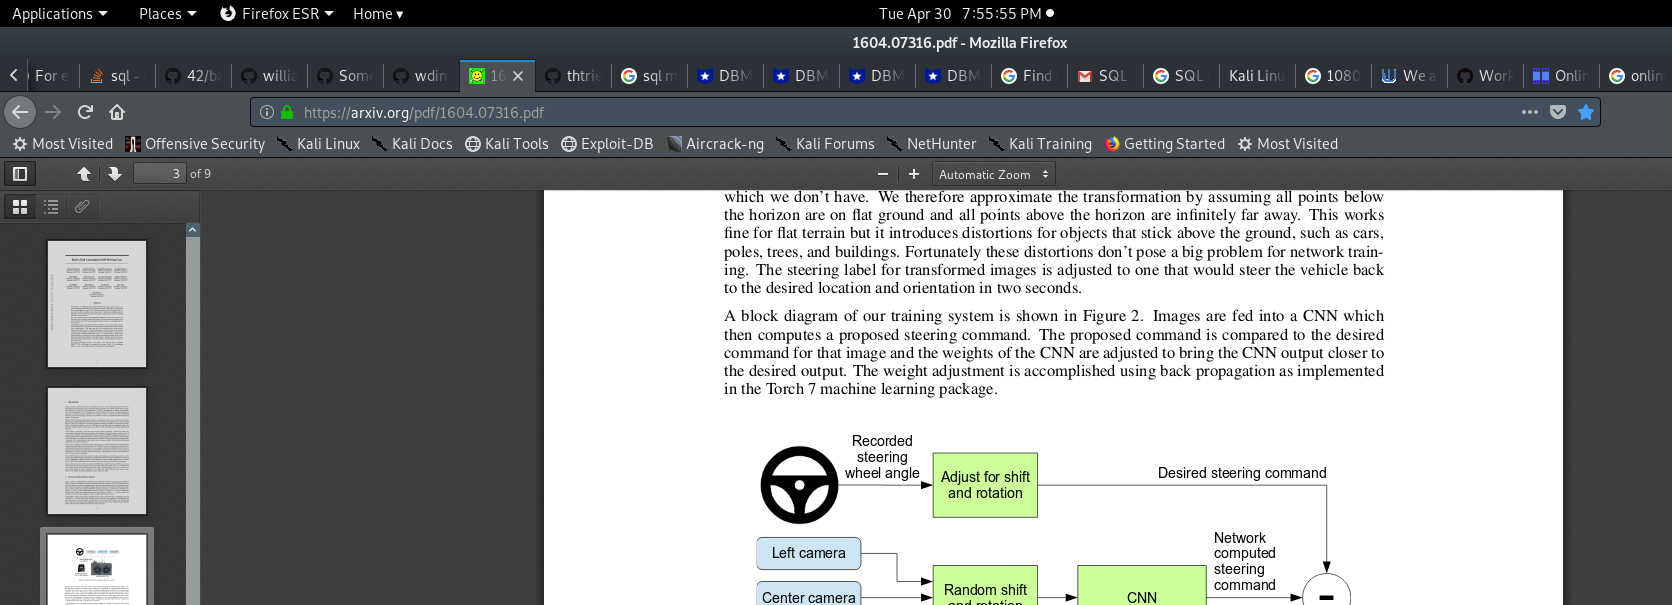 Applications ▾ Places ▾ Firefox ESR ▾ Home ▾ Tue Apr 30 7:55:55 PM
1604.07316.pdf - Mozilla Firefox
For e sql - 42/b willia Som wdin 16 thtrie sql m DBM DBM DBM DBM Find SQL SQL Kali Linu 1080 We a Wor Onlin onlin
https://arxiv.org/pdf/1604.07316.pdf
Most Visited Offensive Security Kali Linux Kali Docs Kali Tools Exploit-DB Aircrack-ng Kali Forums NetHunter Kali Training Getting Started Most Visited
3 of 9 Automatic Zoom
which we don't have. We therefore approximate the transformation by assuming all points below
the horizon are on flat ground and all points above the horizon are infinitely far away. This works
fine for flat terrain but it introduces distortions for objects that stick above the ground, such as cars,
poles, trees, and buildings. Fortunately these distortions don't pose a big problem for network train-
ing. The steering label for transformed images is adjusted to one that would steer the vehicle back
to the desired location and orientation in two seconds.
A block diagram of our training system is shown in Figure 2. Images are fed into a CNN which
then computes a proposed steering command. The proposed command is compared to the desired
command for that image and the weights of the CNN are adjusted to bring the CNN output closer to
the desired output. The weight adjustment is accomplished using back propagation as implemented
in the Torch 7 machine learning package.
Recorded
steering
wheel angle
Adjust for shift
and rotation
Desired steering command
Left camera
Center camera
Random shift
and rotation
CNN
Network
computed
steering
command
-